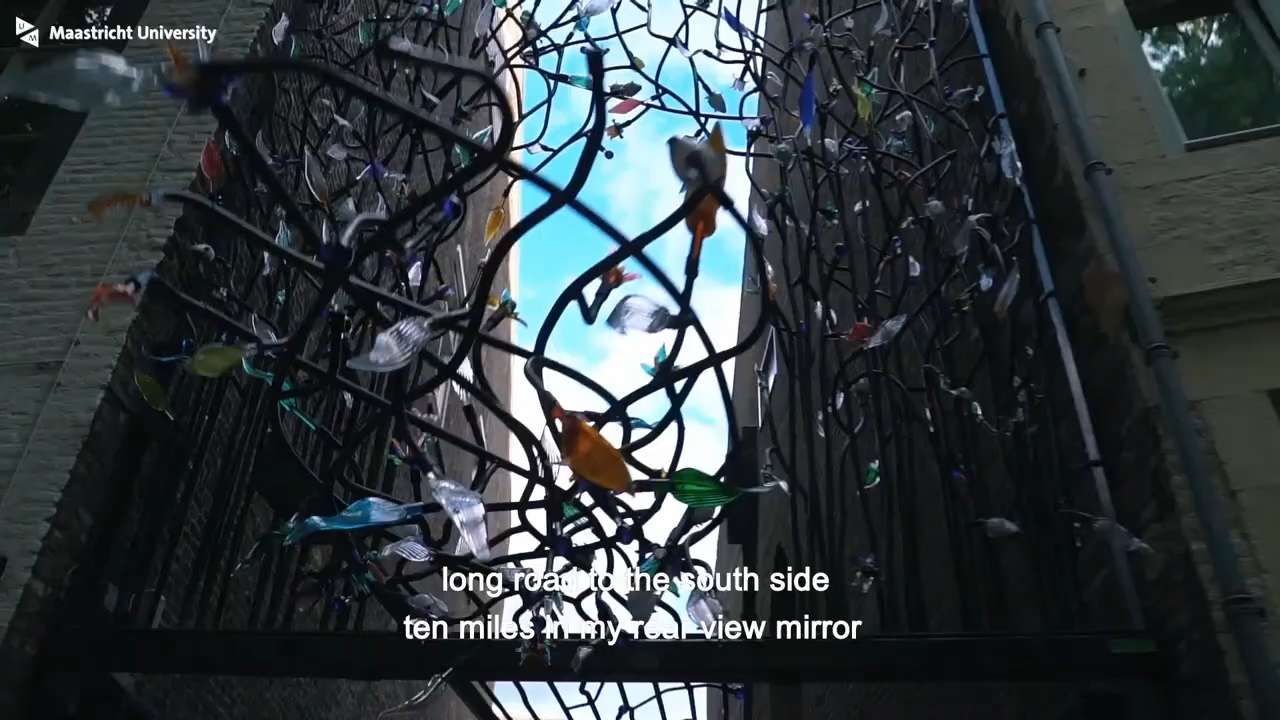 Maastricht University
long road to the south side
ten miles in my rear view mirror